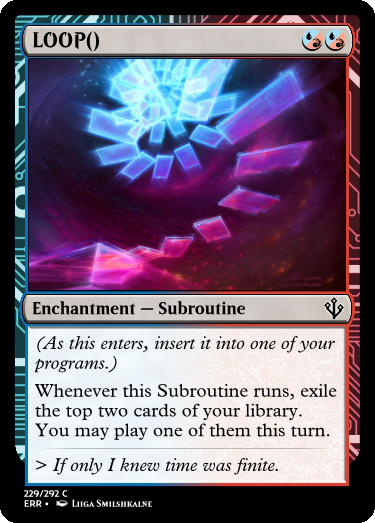 LOOP()
Enchantment — Subroutine
(As this enters, insert it into one of your
programs.)
Whenever this Subroutine runs, exile
the top two cards of your library.
You may play one of them this turn.
> If only I knew time was finite.
229/292 C
ERR • Liiga Smilshkalne